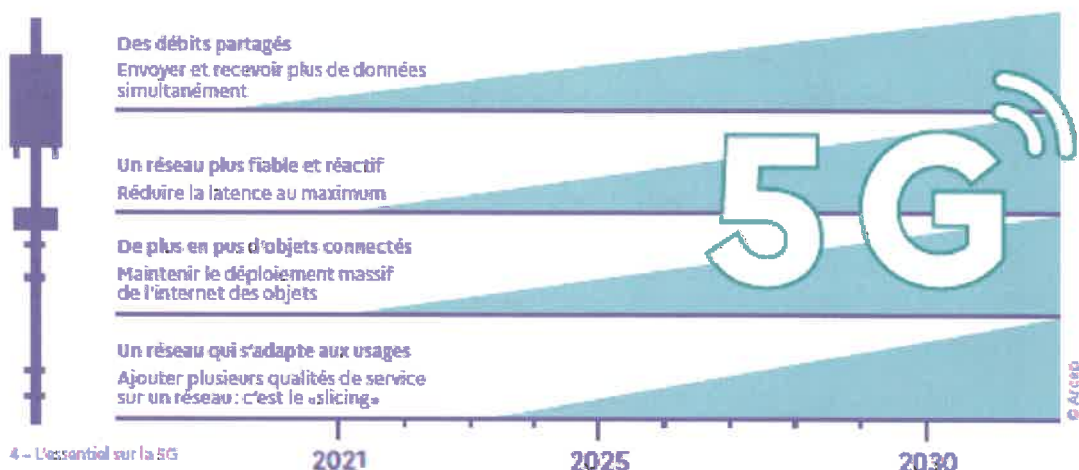 Des débits partagés
Envoyer et recevoir plus de données
simultanément
Un réseau plus fiable et réactif
Réduire la latence au maximum
De plus en pus d'objets connectés
Maintenir le déploiement massif
de l'internet des objets
Un réseau qui s'adapte aux usages
Ajouter plusieurs qualités de service
sur un réseau: c'est le «slicing»
5G
© Arcep
4 – L'essentiel sur la 5G
2021
2025
2030